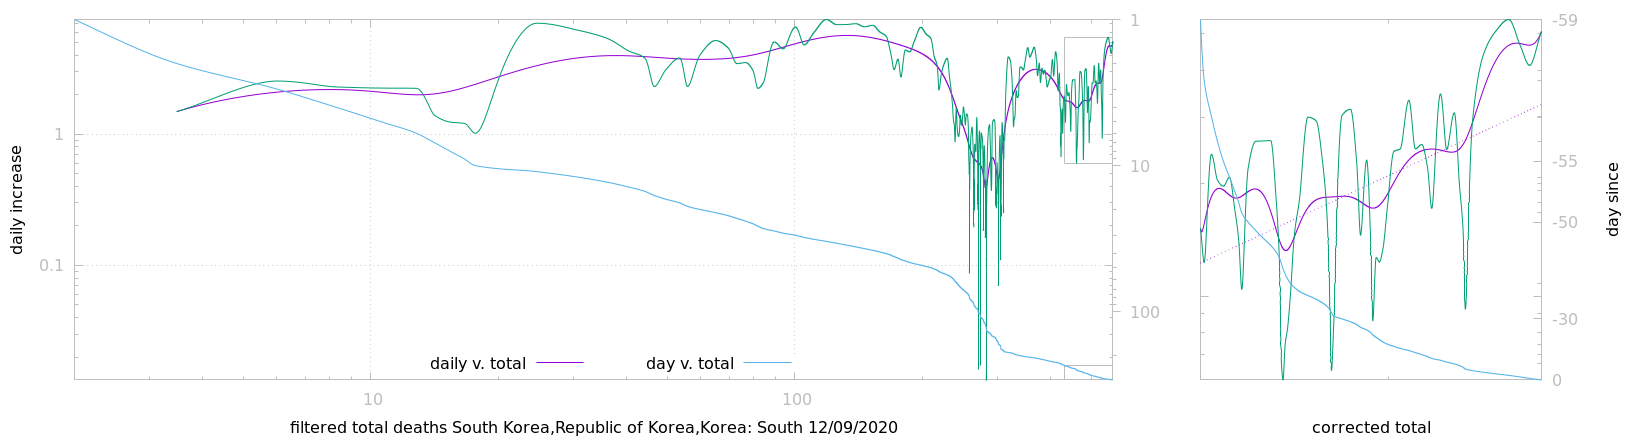 1
-59
daily increase
1
10
-55
-50
day since
0.1
100
-30
daily v. total
day v. total
0
10
100
filtered total deaths South Korea,Republic of Korea,Korea: South 12/09/2020
corrected total